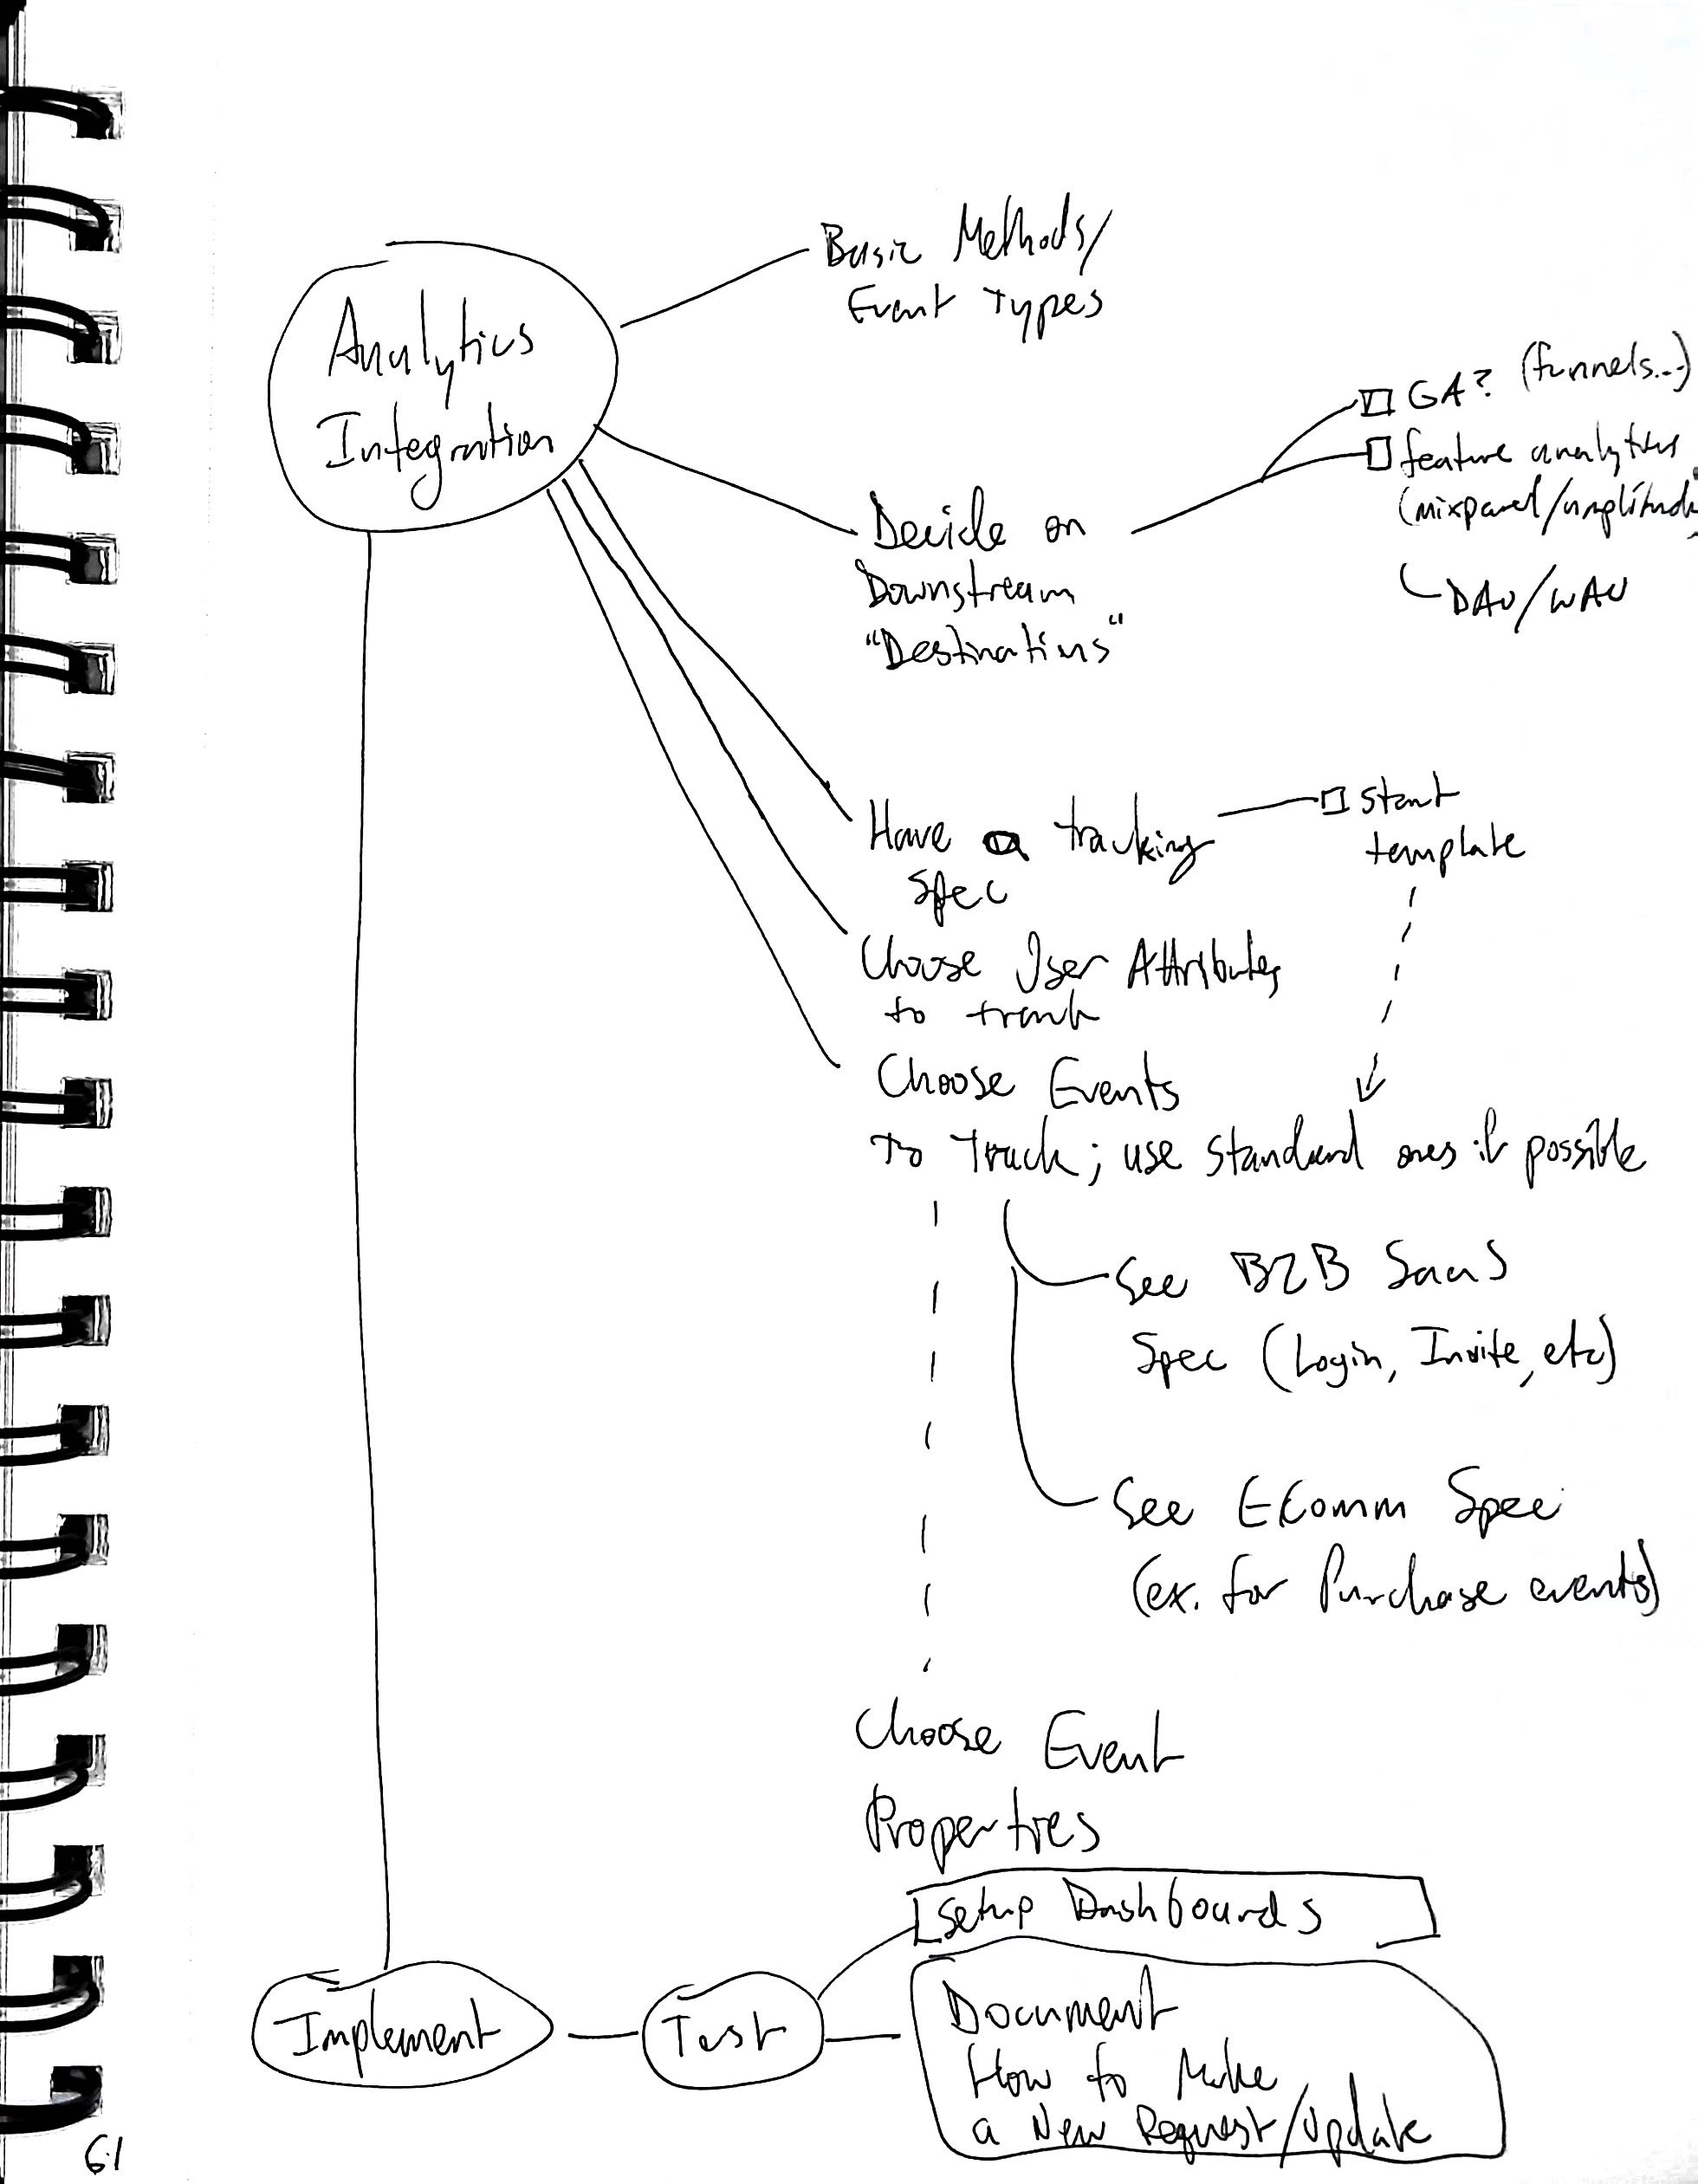 Basic Methods/
Event Types
Analytics
Integration
GA? (funnels...)
feature analytics
(mixpanel/amplitude
DAU/WAU
Decide on
Downstream
"Destinations"
Have a tracking
Spec
start
template
Choose User Attributes
to track
Choose Events
To Track; use standard ones if possible
See B2B SaaS
Spec (Login, Invite, etc)
See EComm Spec
(ex. for Purchase events)
Choose Event
Properties
Setup Dashboards
Implement
Test
Document
How to Make
a New Request/Update
61